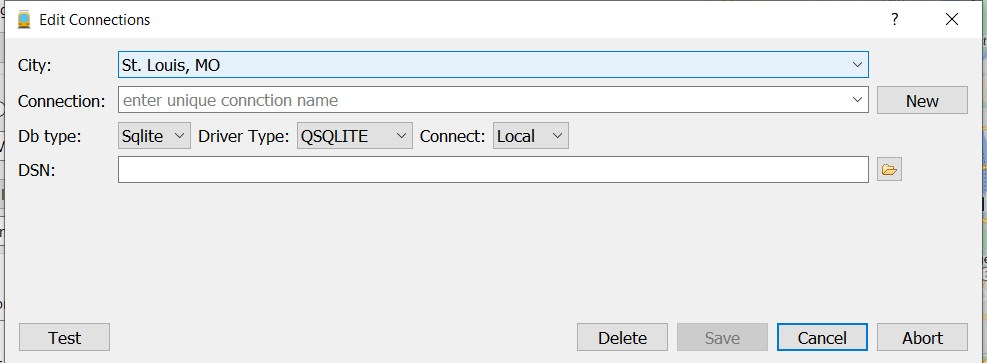 Edit Connections ?
City: St. Louis, MO
Connection: enter unique connction name New
Db type: Sqlite Driver Type: QSQLITE Connect: Local
DSN:
Test Delete Save Cancel Abort